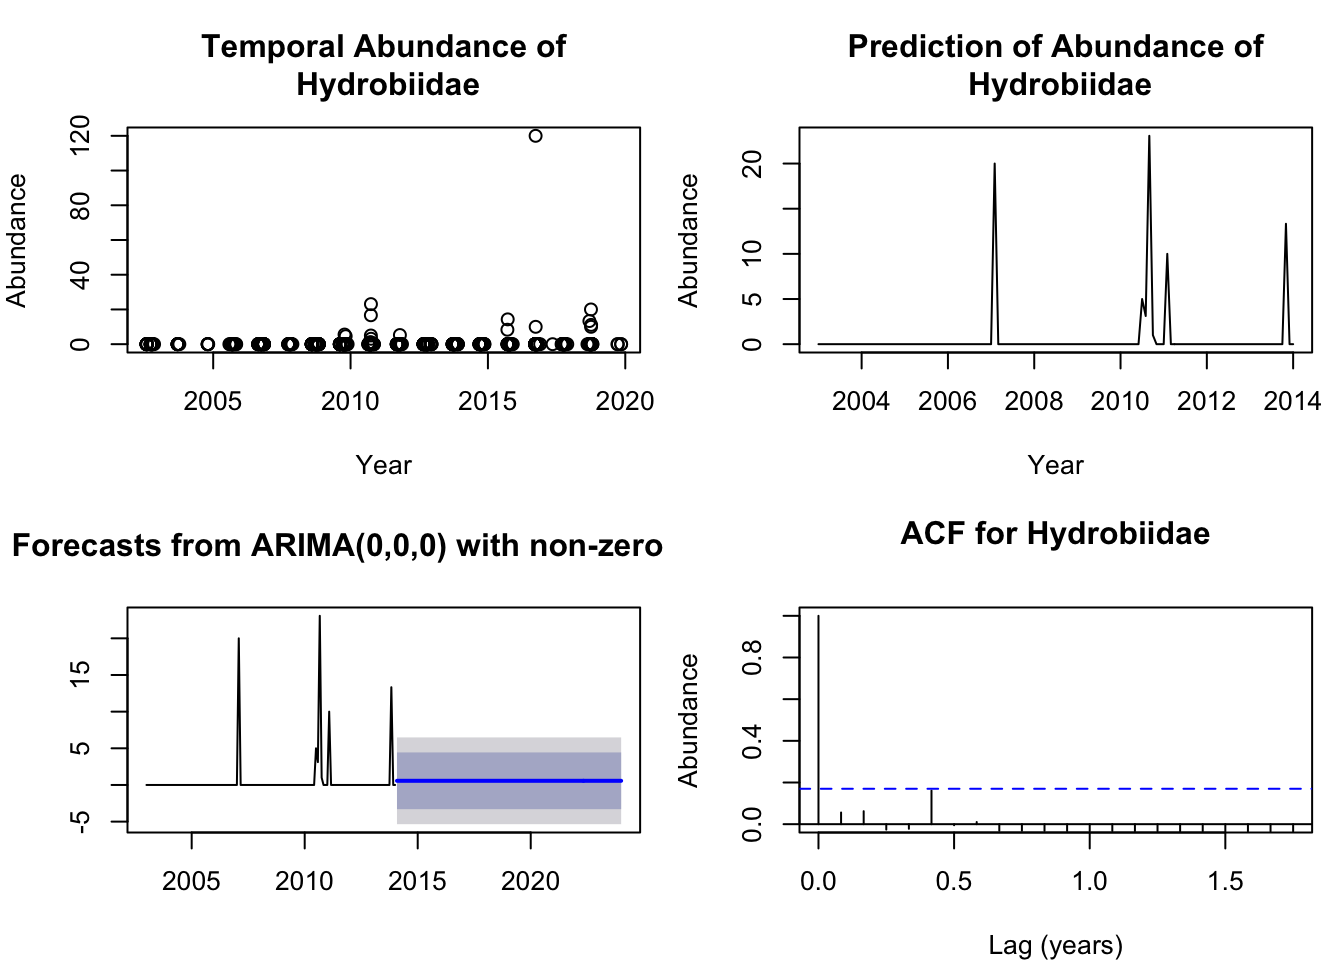 Temporal Abundance of
Hydrobiidae
Abundance
0 40 80 120
2005 2010 2015 2020
Year
Prediction of Abundance of
Hydrobiidae
Abundance
0 5 10 20
2004 2006 2008 2010 2012 2014
Year
Forecasts from ARIMA(0,0,0) with non-zero
-5 5 15
2005 2010 2015 2020
ACF for Hydrobiidae
Abundance
0.0 0.4 0.8
0.0 0.5 1.0 1.5
Lag (years)